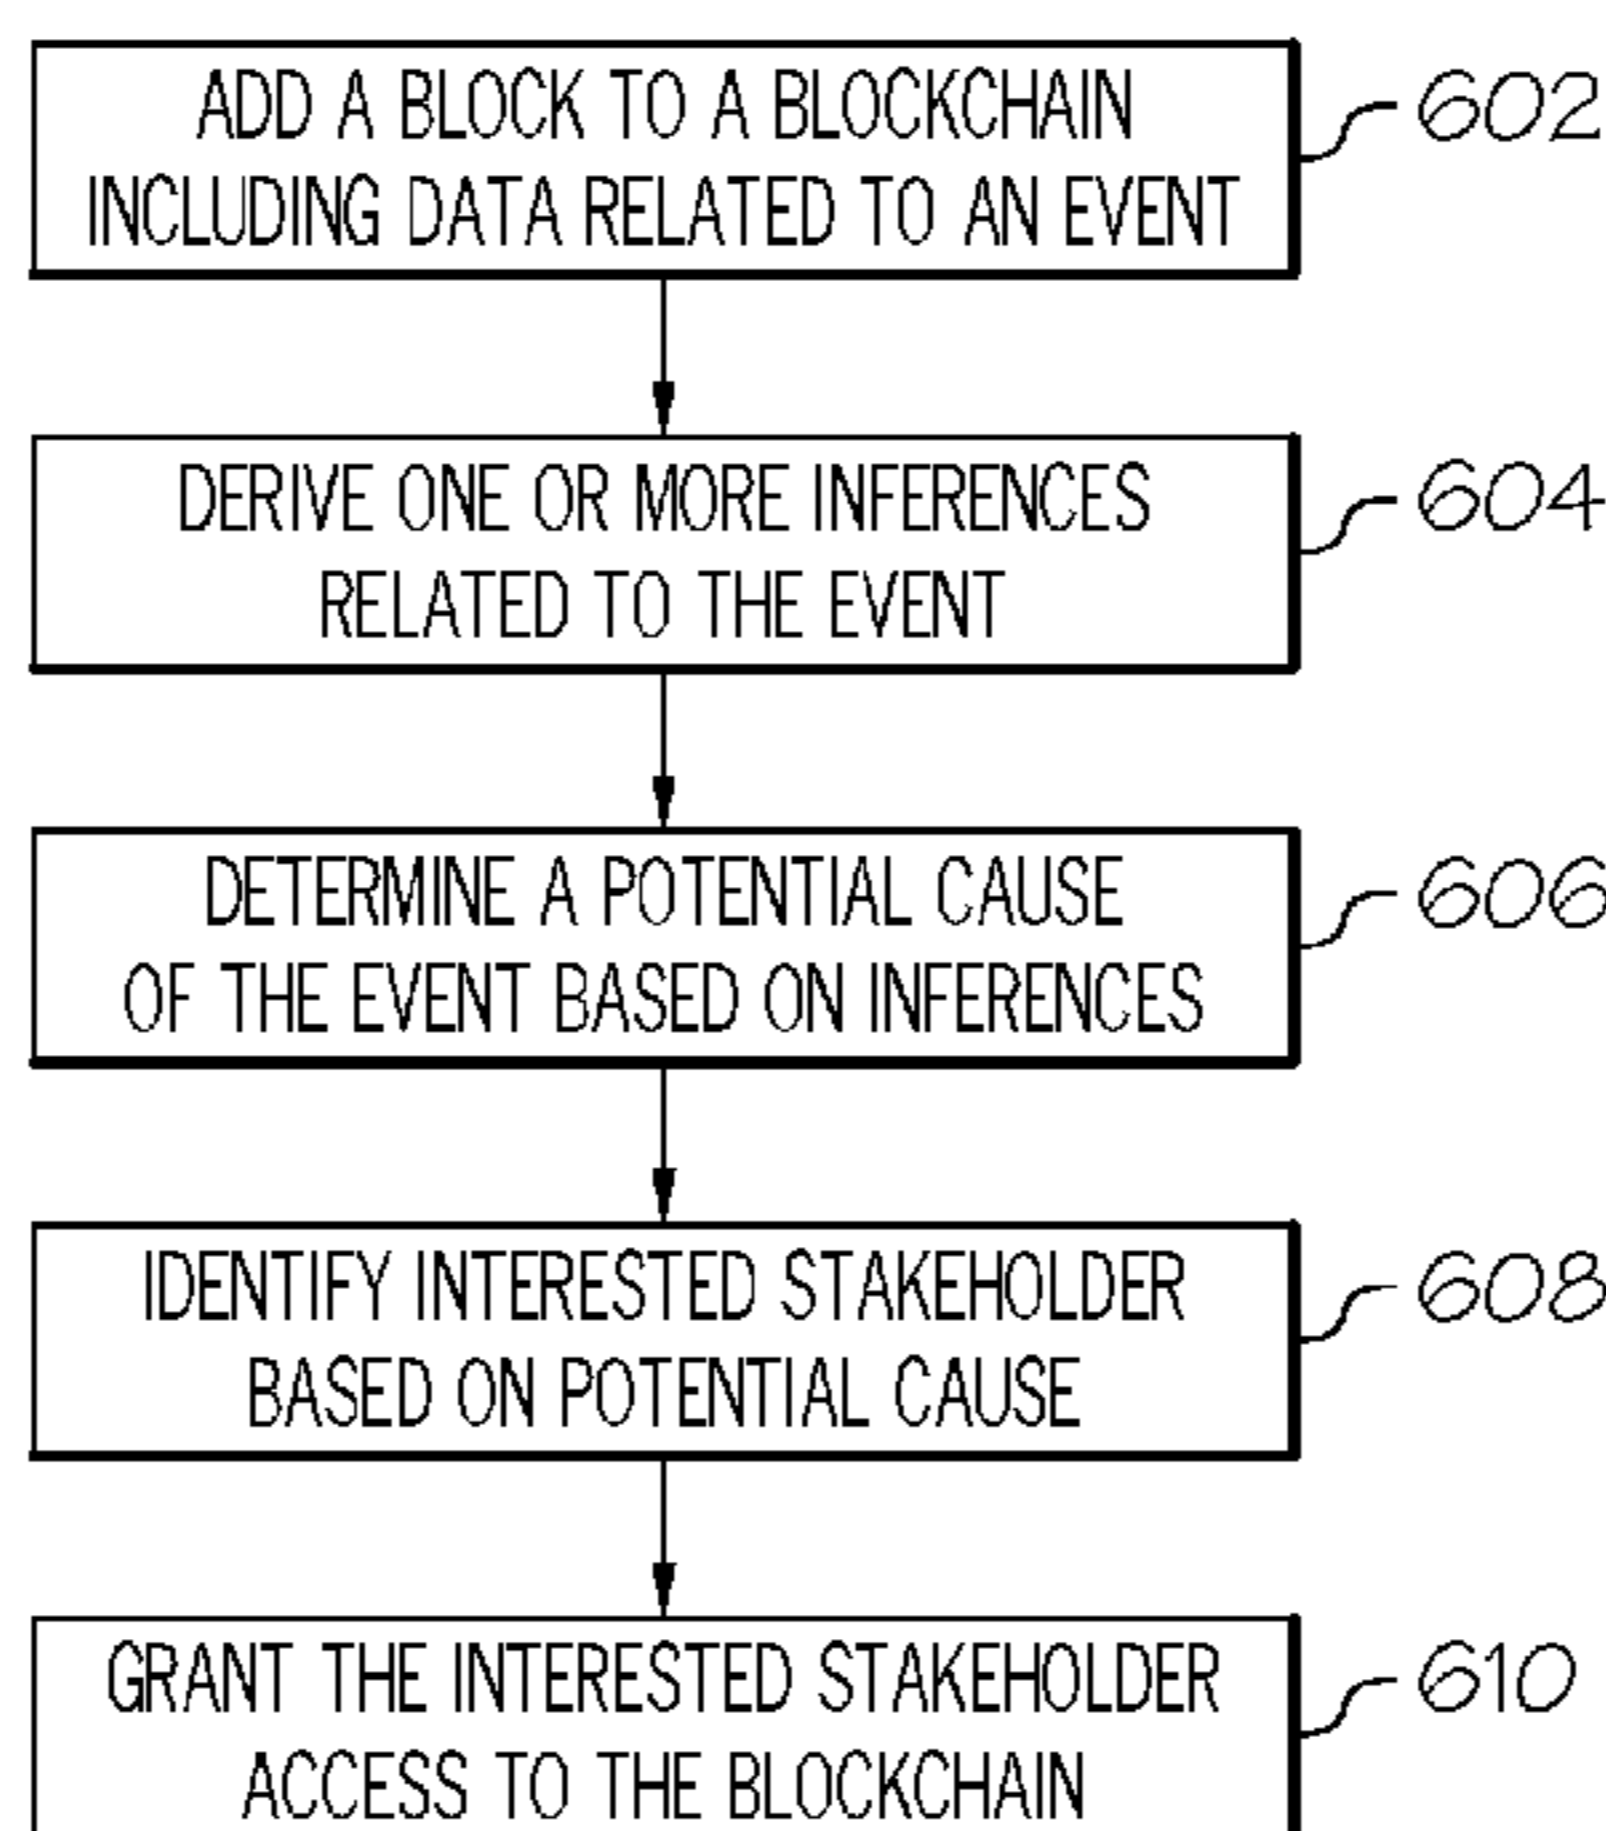 ADD A BLOCK TO A BLOCKCHAIN
INCLUDING DATA RELATED TO AN EVENT
602
DERIVE ONE OR MORE INFERENCES
RELATED TO THE EVENT
604
DETERMINE A POTENTIAL CAUSE
OF THE EVENT BASED ON INFERENCES
606
IDENTIFY INTERESTED STAKEHOLDER
BASED ON POTENTIAL CAUSE
608
GRANT THE INTERESTED STAKEHOLDER
ACCESS TO THE BLOCKCHAIN
610